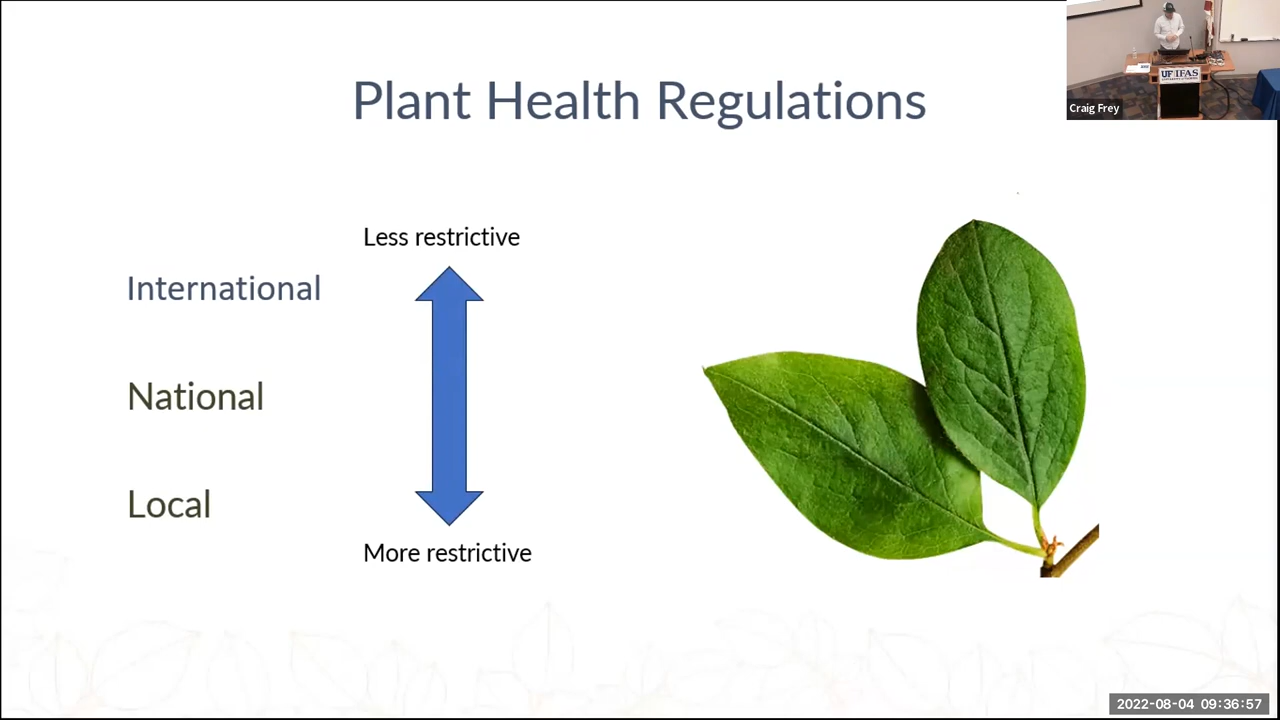 Plant Health Regulations
Less restrictive
International
National
Local
More restrictive
UF IFAS
Craig Frey
2022-08-04 09:36:57